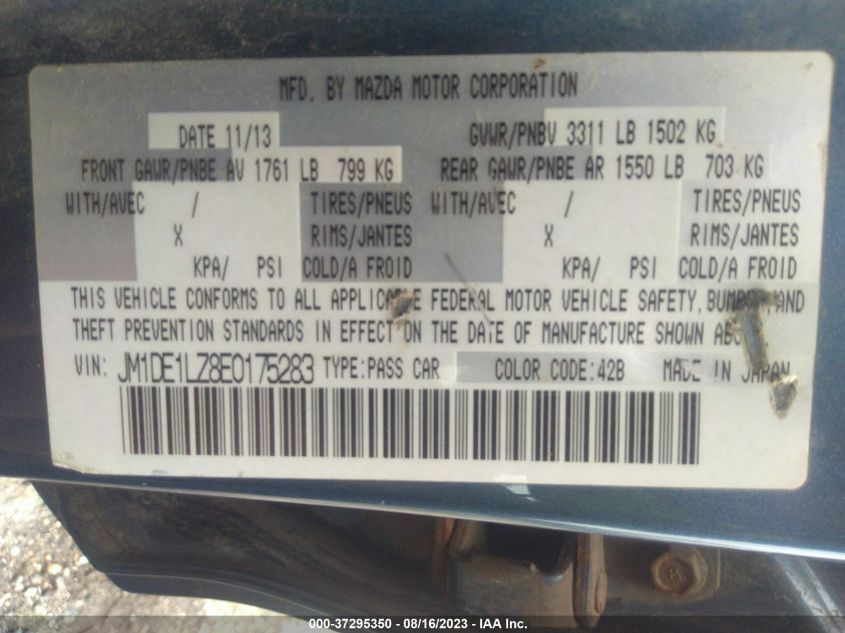 MFD. BY MAZDA MOTOR CORPORATION
DATE 11/13 GVWR/PNBV 3311 LB 1502 KG
FRONT GAWR/PNBE AV 1761 LB 799 KG REAR GAWR/PNBE AR 1550 LB 703 KG
WITH/AVEC / TIRES/PNEUS WITH/AVEC / TIRES/PNEUS
X RIMS/JANTES X RIMS/JANTES
KPA/ PSI COLD/A FROID KPA/ PSI COLD/A FROID
THIS VEHICLE CONFORMS TO ALL FEDERAL MOTOR VEHICLE SAFETY, AND
THEFT PREVENTION STANDARDS IN EFFECT ON THE DATE OF MANUFACTURE SHOWN
VIN: JM1DE1LZ8E0175283 TYPE:PASS CAR COLOR CODE:42B MADE IN JAPAN
000-37295350 - 08/16/2023 - IAA Inc.